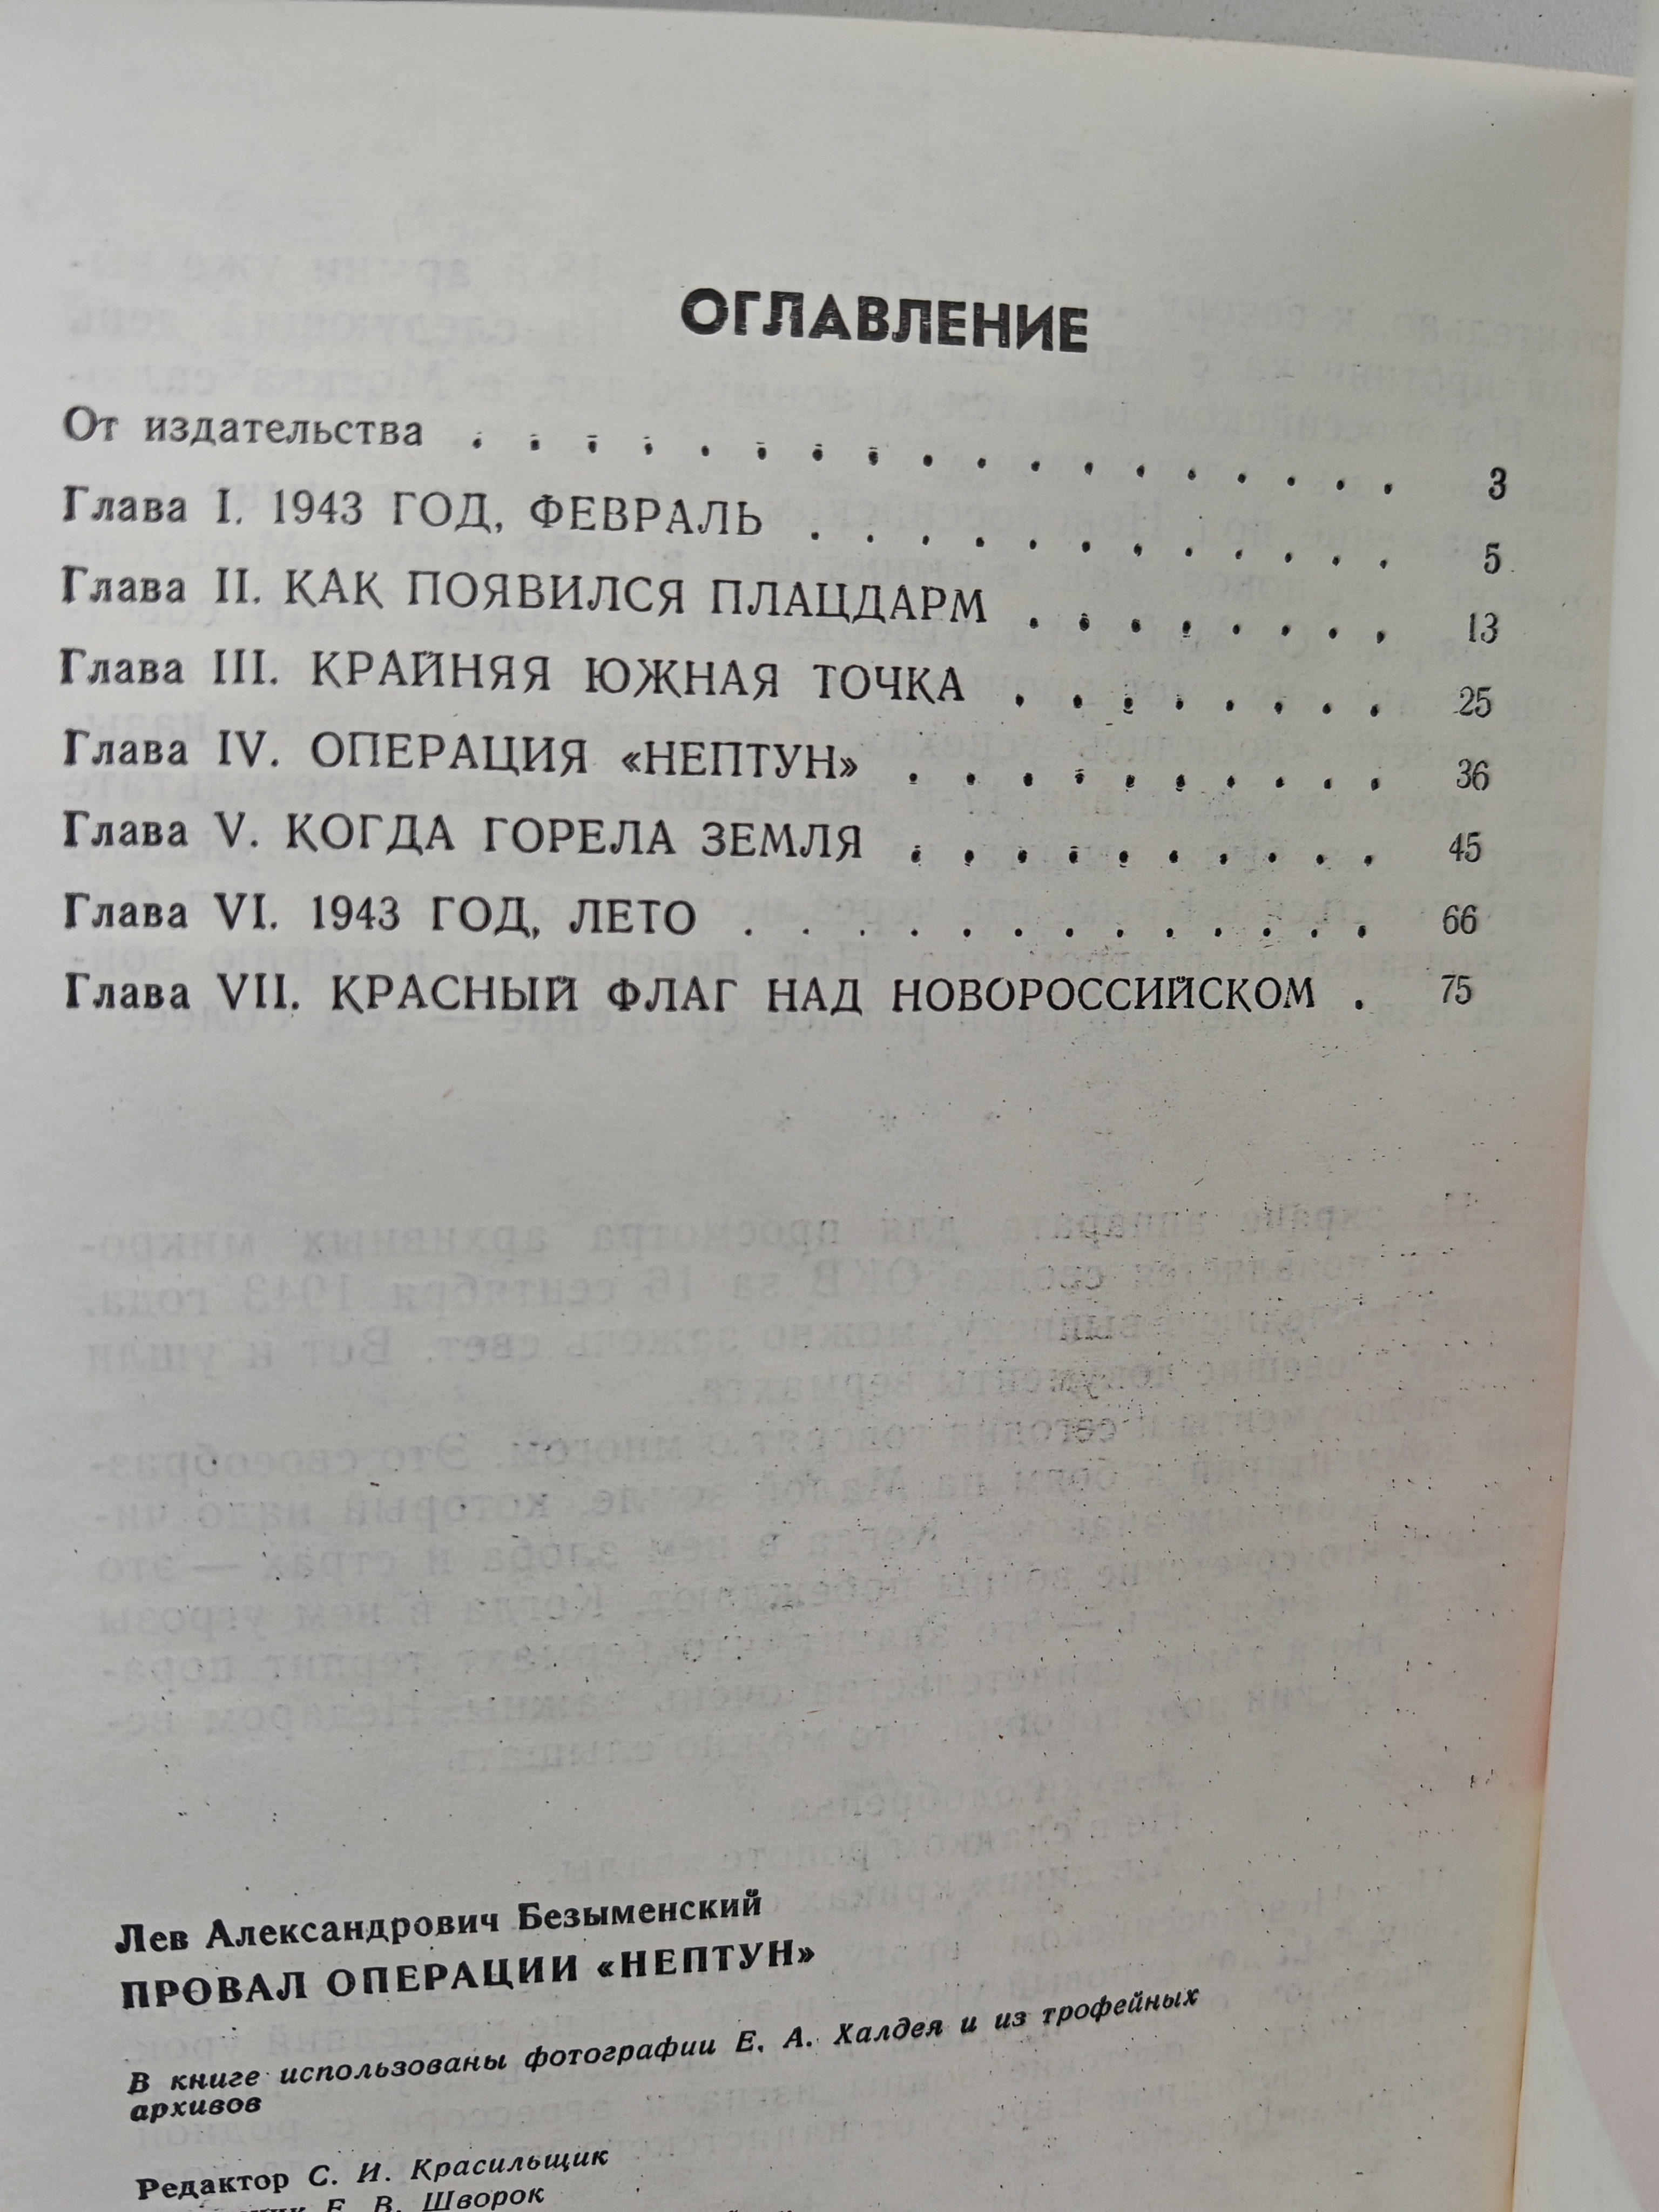 ОГЛАВЛЕНИЕ
От издательства . . . . . . . . . . . . . . . . . 3
Глава I. 1943 ГОД, ФЕВРАЛЬ . . . . . . . . . . . . 5
Глава II. КАК ПОЯВИЛСЯ ПЛАЦДАРМ . . . . . . . . 13
Глава III. КРАЙНЯЯ ЮЖНАЯ ТОЧКА . . . . . . . . 25
Глава IV. ОПЕРАЦИЯ «НЕПТУН» . . . . . . . . . . 36
Глава V. КОГДА ГОРЕЛА ЗЕМЛЯ . . . . . . . . . . 45
Глава VI. 1943 ГОД, ЛЕТО . . . . . . . . . . . . . 66
Глава VII. КРАСНЫЙ ФЛАГ НАД НОВОРОССИЙСКОМ . 75
Лев Александрович Безыменский
ПРОВАЛ ОПЕРАЦИИ «НЕПТУН»
В книге использованы фотографии Е. А. Халдея и из трофейных
архивов
Редактор С. И. Красильщик
Е. В. Шворок